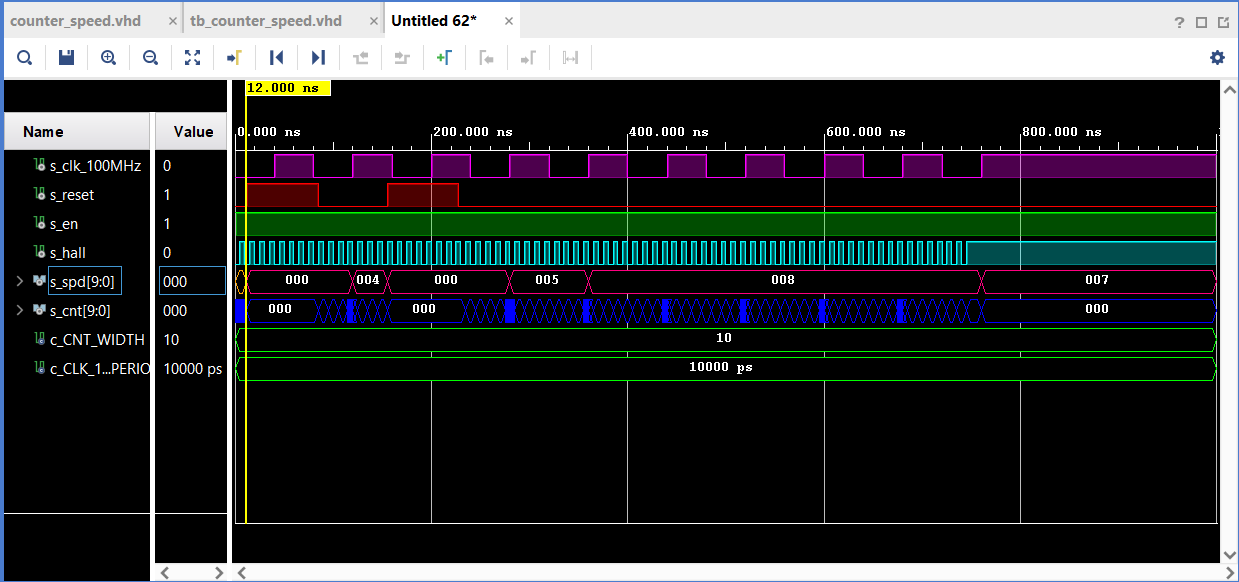 counter_speed.vhd × tb_counter_speed.vhd × Untitled 62* ×
12.000 ns
Name Value
0.000 ns 200.000 ns 400.000 ns 600.000 ns 800.000 ns
s_clk_100MHz 0
s_reset 1
s_en 1
s_hall 0
s_spd[9:0] 000 000 004 000 005 008 007
s_cnt[9:0] 000 000 000 000
c_CNT_WIDTH 10 10
c_CLK_1...PERIO 10000 ps 10000 ps